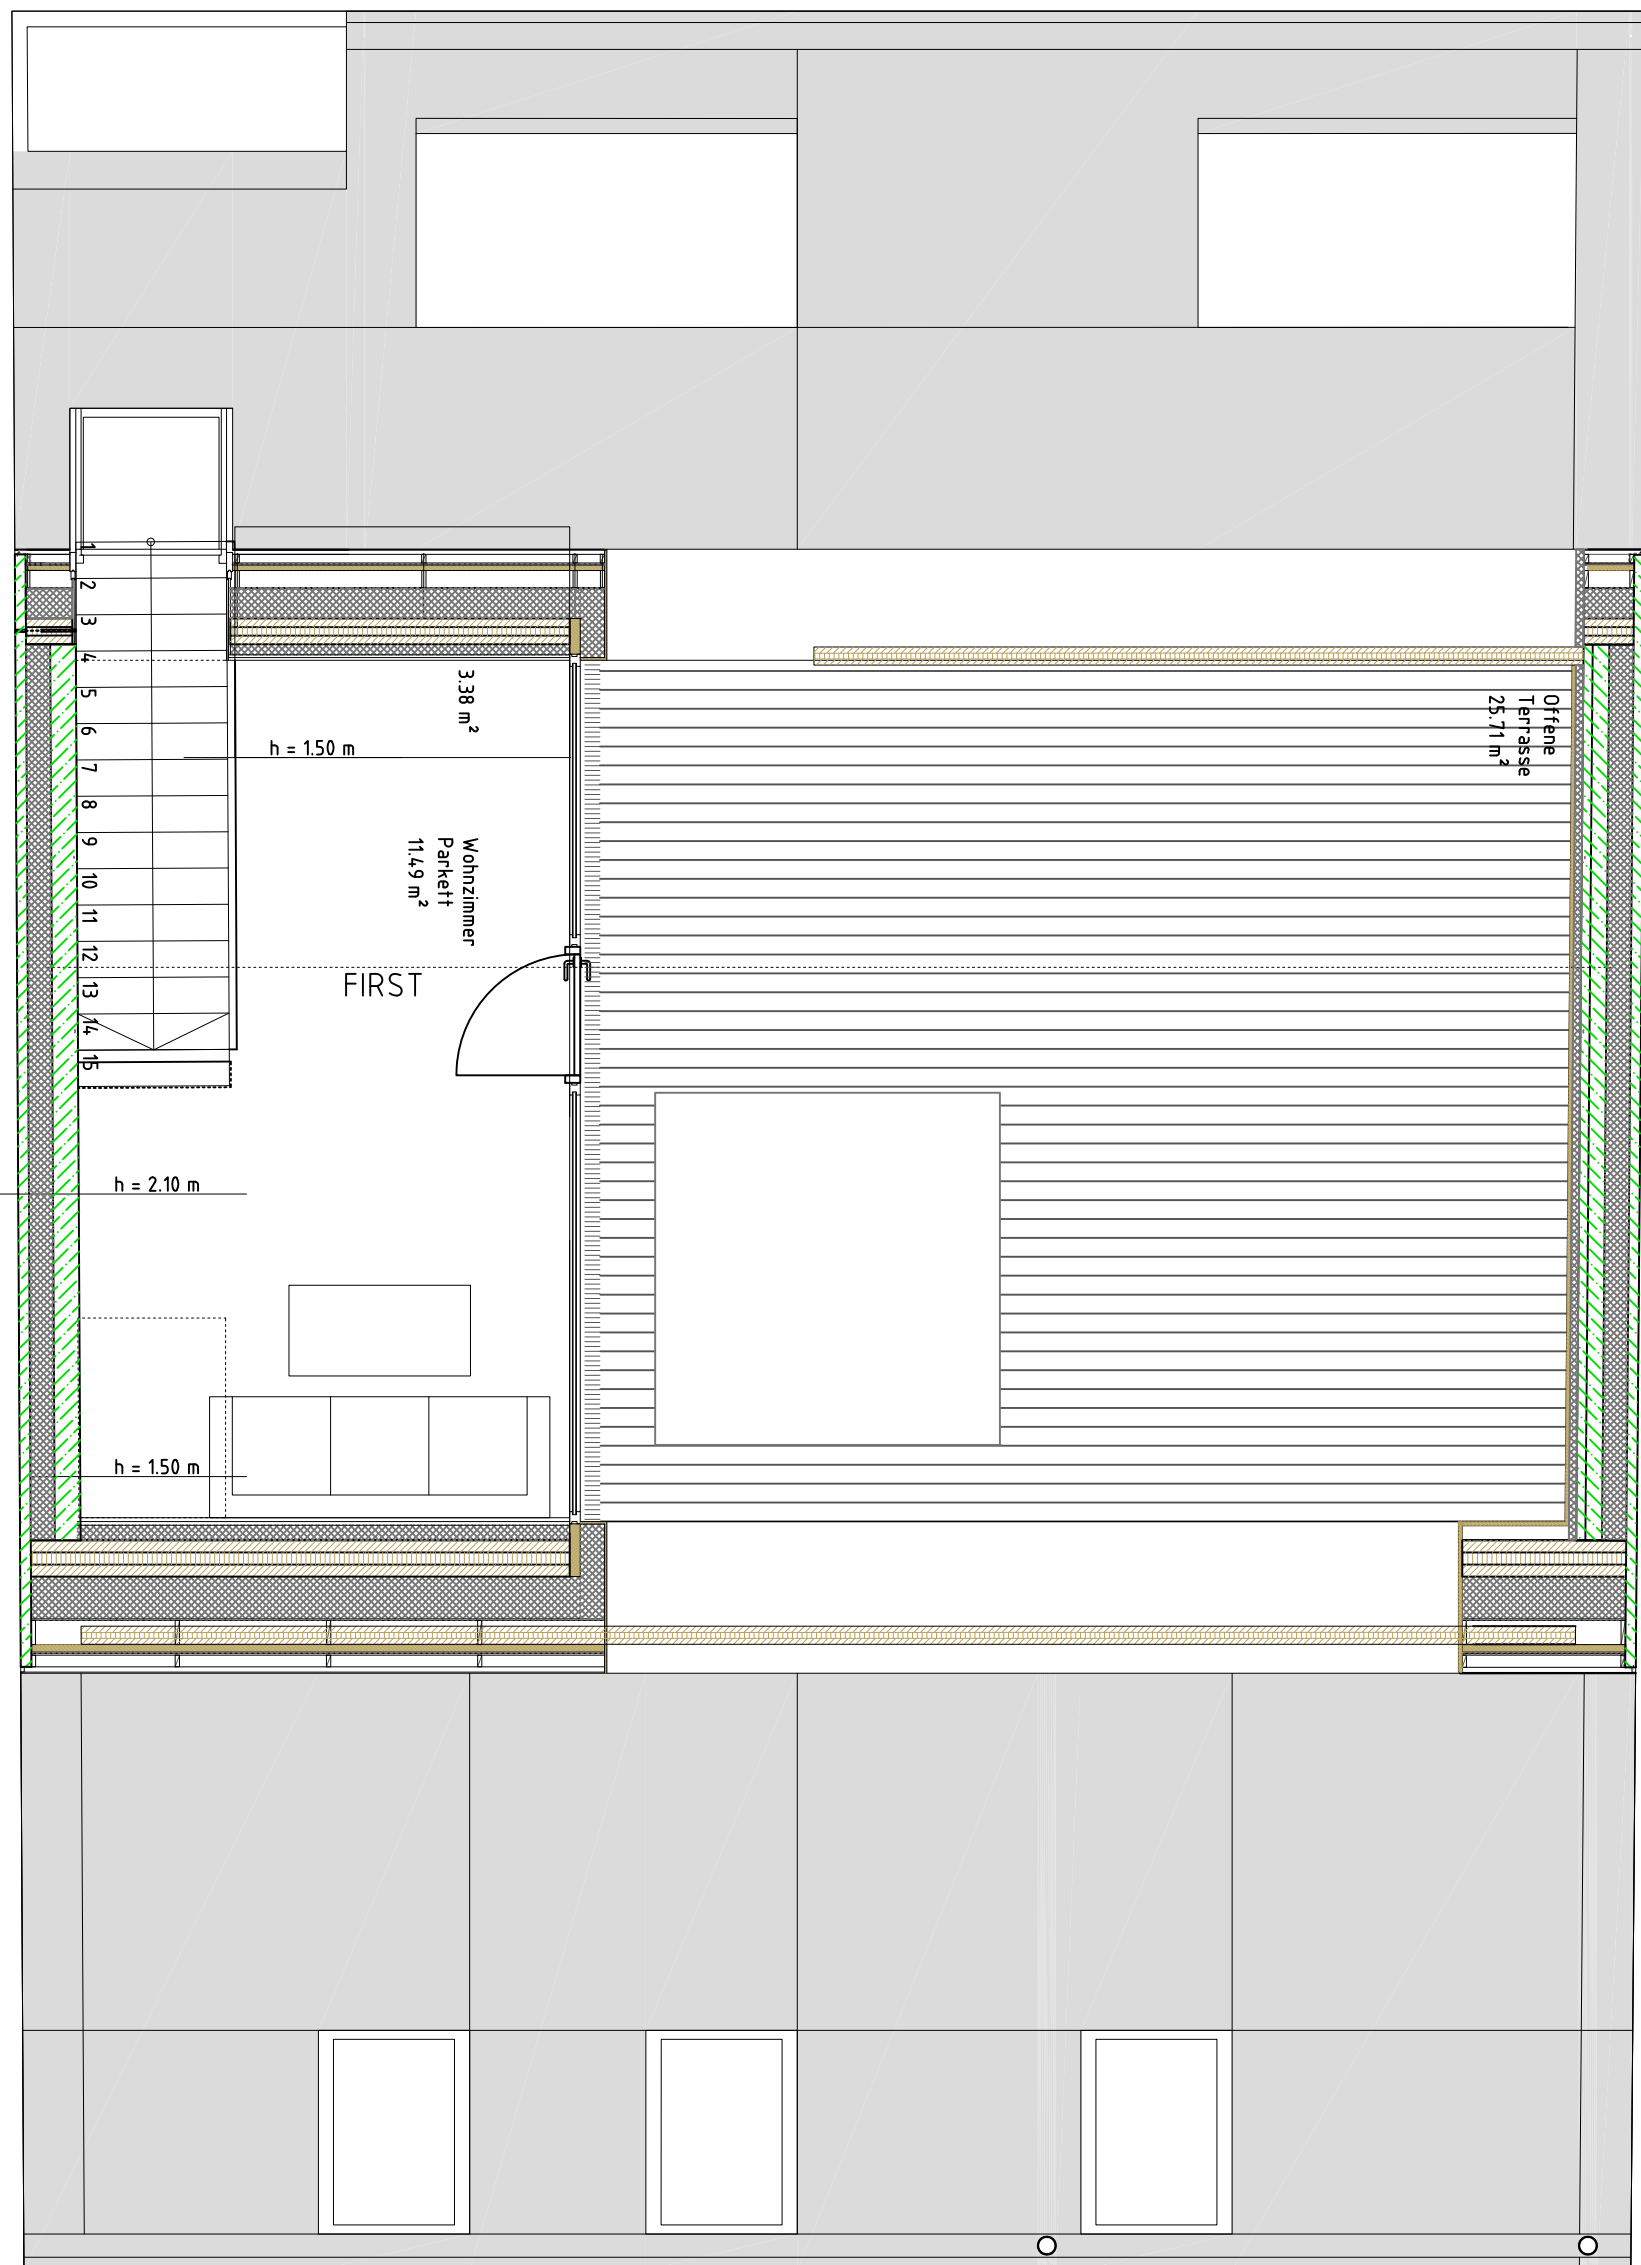 1
2
3
4
5
6
7
8
9
10
11
12
13
14
15
3.38 m²
h = 1.50 m
Offene
Terrasse
25.71 m²
Wohnzimmer
Parkett
11.49 m²
FIRST
h = 2.10 m
h = 1.50 m